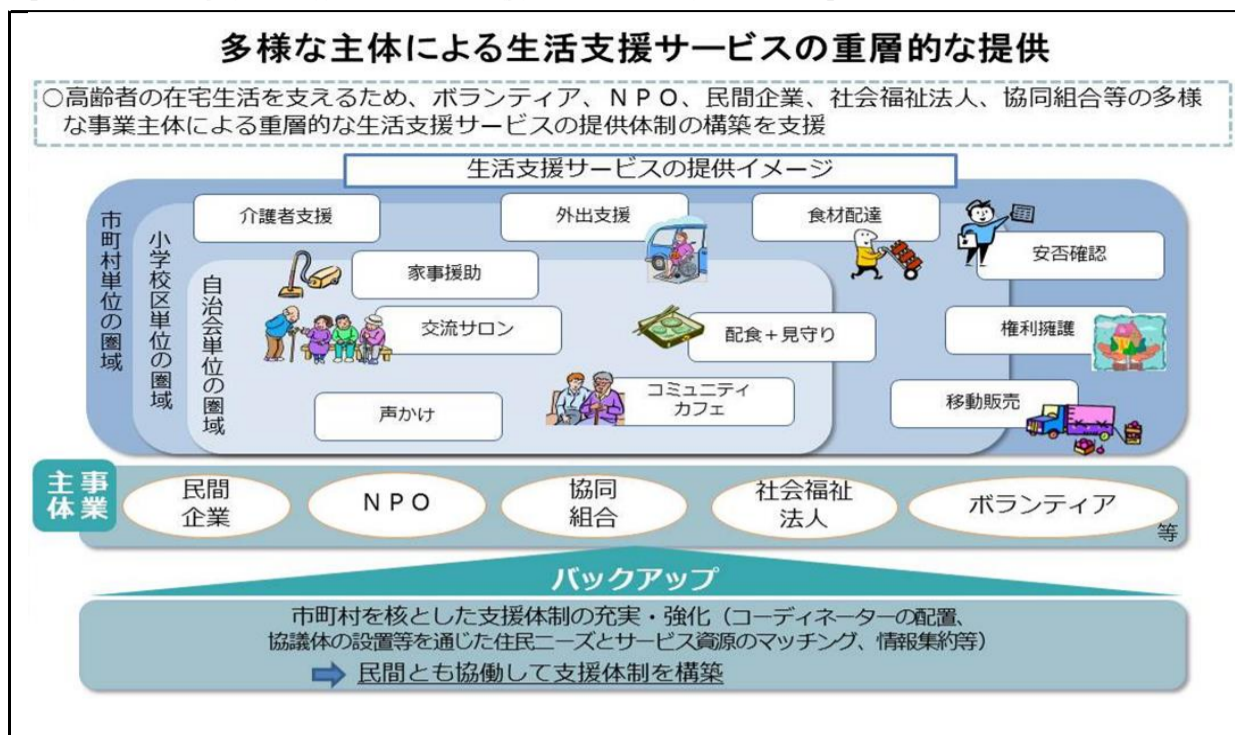 多様な主体による生活支援サービスの重層的な提供
○高齢者の在宅生活を支えるため、ボランティア、ＮＰＯ、民間企業、社会福祉法人、協同組合等の多様
な事業主体による重層的な生活支援サービスの提供体制の構築を支援
生活支援サービスの提供イメージ
市町村単位の圏域
小学校区単位の圏域
自治会単位の圏域
介護者支援
外出支援
食材配達
安否確認
家事援助
交流サロン
配食＋見守り
権利擁護
声かけ
コミュニティ
カフェ
移動販売
事業
主体
民間
企業
ＮＰＯ
協同
組合
社会福祉
法人
ボランティア
等
バックアップ
市町村を核とした支援体制の充実・強化（コーディネーターの配置、
協議体の設置等を通じた住民ニーズとサービス資源のマッチング、情報集約等）
民間とも協働して支援体制を構築